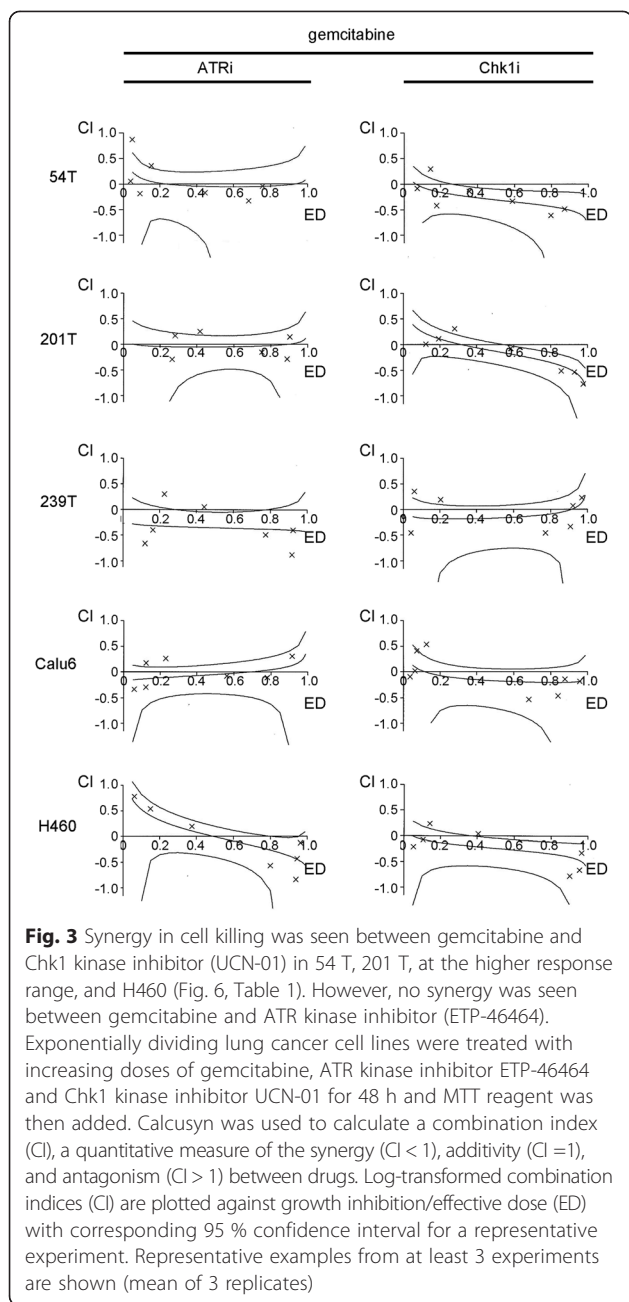 gemcitabine
ATRi Chk1i
54T
CI 1.0
0.5
0
-0.5
-1.0
0.2 0.4 0.6 0.8 1.0
ED
CI 1.0
0.5
0
-0.5
-1.0
0 0.2 0.4 0.6 0.8 1.0
ED
201T
CI 1.0
0.5
0
-0.5
-1.0
0 0.2 0.4 0.6 0.8 1.0
ED
CI 1.0
0.5
0
-0.5
-1.0
0 0.2 0.4 0.6 0.8 1.0
ED
239T
CI 1.0
0.5
0
-0.5
-1.0
0 0.2 0.4 0.6 0.8 1.0
ED
CI 1.0
0.5
0
-0.5
-1.0
0.2 0.4 0.6 0.8 1.0
ED
Calu6
CI 1.0
0.5
0
-0.5
-1.0
0 0.2 0.4 0.6 0.8 1.0
ED
CI 1.0
0.5
0
-0.5
-1.0
0 0.2 0.4 0.6 0.8 1.0
ED
H460
CI 1.0
0.5
0
-0.5
-1.0
0 0.2 0.4 0.6 0.8 1.0
ED
CI 1.0
0.5
0
-0.5
-1.0
0 0.2 0.4 0.6 0.8 1.0
ED
Fig. 3 Synergy in cell killing was seen between gemcitabine and
Chk1 kinase inhibitor (UCN-01) in 54 T, 201 T, at the higher response
range, and H460 (Fig. 6, Table 1). However, no synergy was seen
between gemcitabine and ATR kinase inhibitor (ETP-46464).
Exponentially dividing lung cancer cell lines were treated with
increasing doses of gemcitabine, ATR kinase inhibitor ETP-46464
and Chk1 kinase inhibitor UCN-01 for 48 h and MTT reagent was
then added. Calcusyn was used to calculate a combination index
(CI), a quantitative measure of the synergy (CI < 1), additivity (CI =1),
and antagonism (CI > 1) between drugs. Log-transformed combination
indices (CI) are plotted against growth inhibition/effective dose (ED)
with corresponding 95 % confidence interval for a representative
experiment. Representative examples from at least 3 experiments
are shown (mean of 3 replicates)